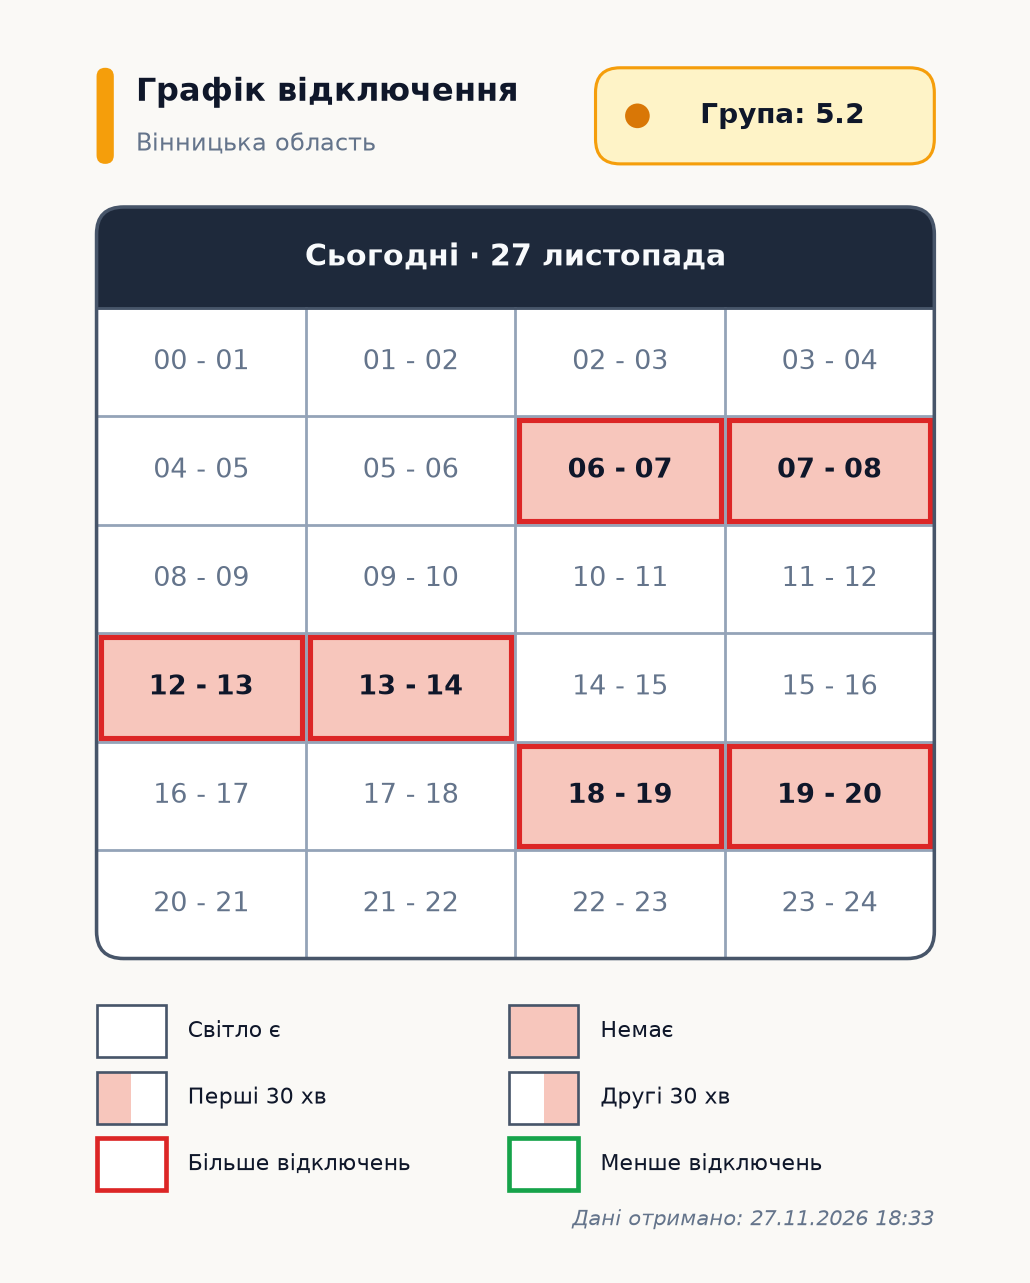 Графік відключення
Вінницька область
Група: 5.2
Сьогодні · 27 листопада
00 - 01 01 - 02 02 - 03 03 - 04
04 - 05 05 - 06 06 - 07 07 - 08
08 - 09 09 - 10 10 - 11 11 - 12
12 - 13 13 - 14 14 - 15 15 - 16
16 - 17 17 - 18 18 - 19 19 - 20
20 - 21 21 - 22 22 - 23 23 - 24
Світло є Немає
Перші 30 хв Другі 30 хв
Більше відключень Менше відключень
Дані отримано: 27.11.2026 18:33